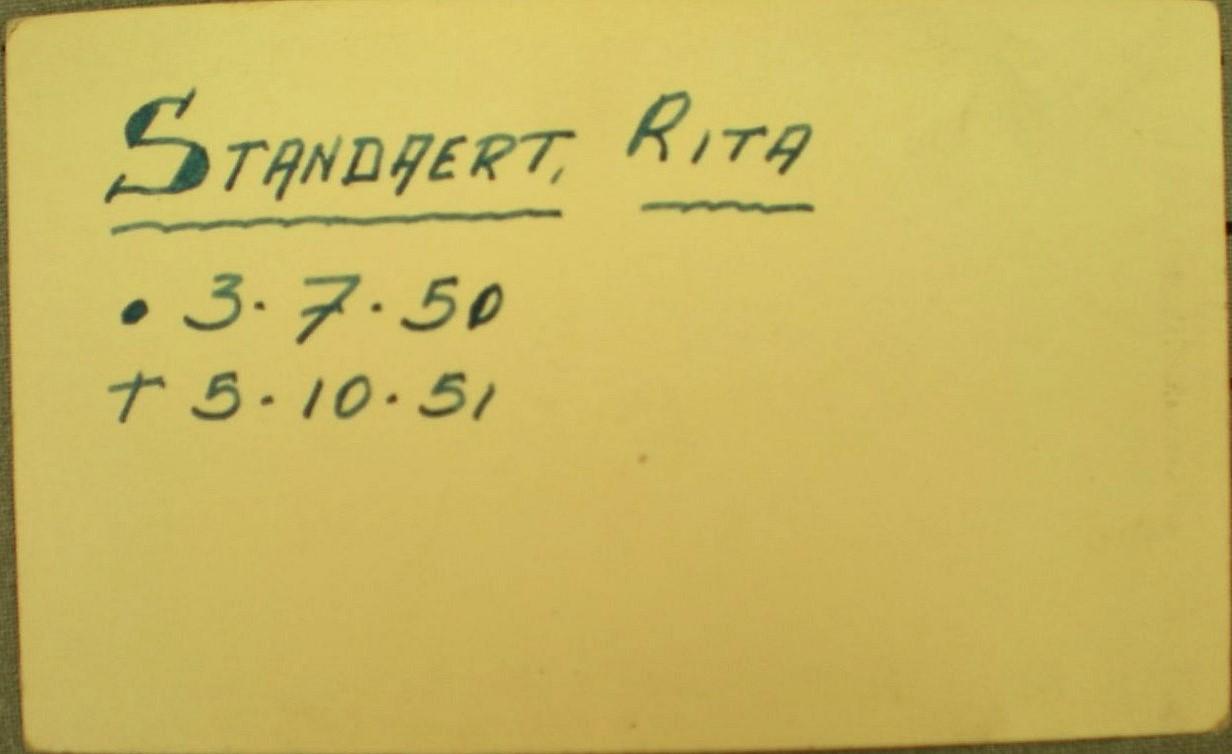 STANDAERT, RITA
• 3. 7. 50
† 5. 10. 51